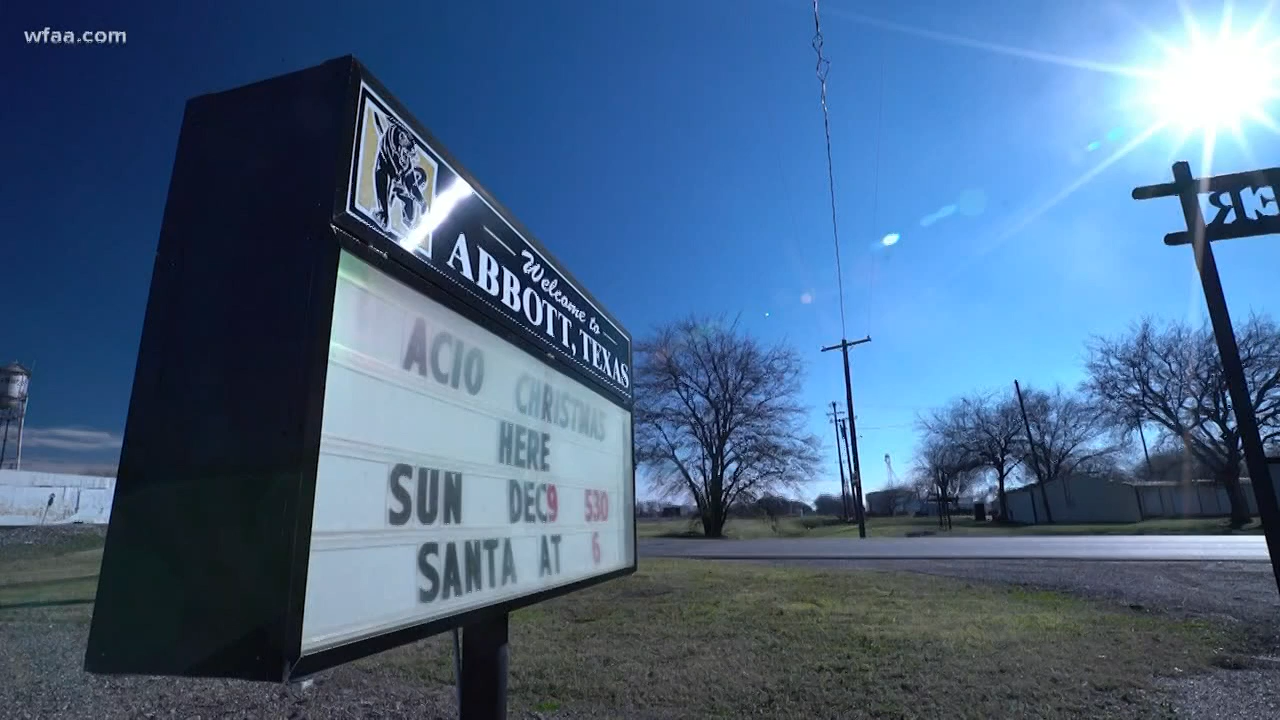 wfaa.com
Welcome to
ABBOTT, TEXAS
ACIO CHRISTMAS
HERE
SUN DEC9 530
SANTA AT 6